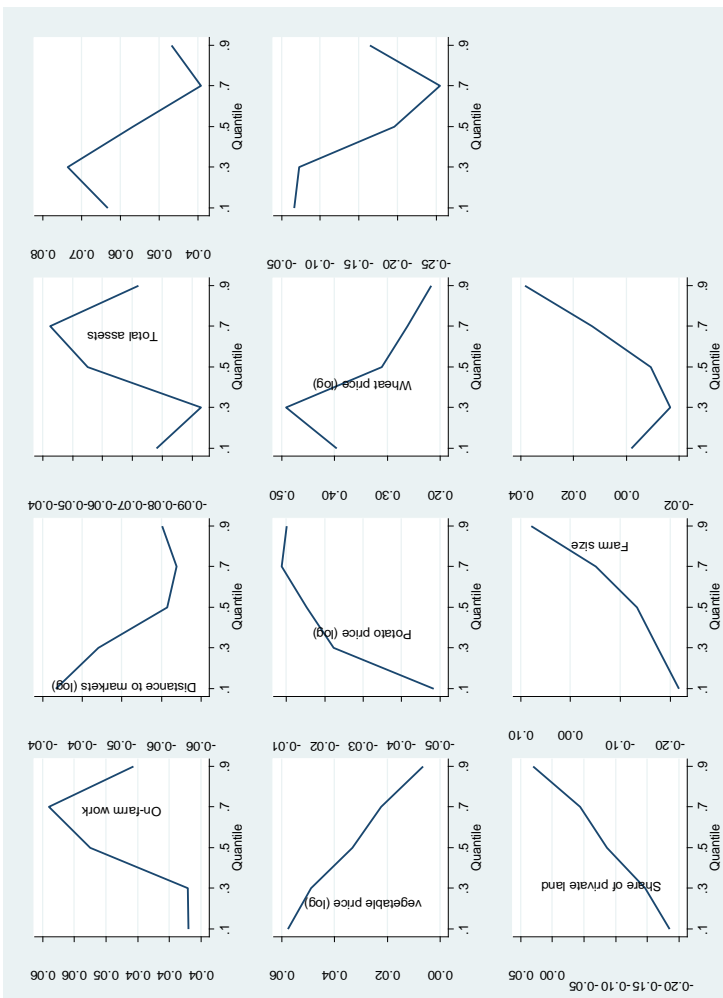 .1 .3 .5 .7 .9
Quantile
0.08 0.07 0.06 0.05 0.04
.1 .3 .5 .7 .9
Quantile
-0.05 -0.10 -0.15 -0.20 -0.25
Total assets
.1 .3 .5 .7 .9
Quantile
-0.04 -0.05 -0.06 -0.07 -0.08 -0.09
Wheat price (log)
.1 .3 .5 .7 .9
Quantile
0.50 0.40 0.30 0.20
.1 .3 .5 .7 .9
Quantile
0.04 0.02 0.00 -0.02
Distance to markets (log)
.1 .3 .5 .7 .9
Quantile
-0.04 -0.04 -0.05 -0.06 -0.06
Potato price (log)
.1 .3 .5 .7 .9
Quantile
-0.01 -0.02 -0.03 -0.04 -0.05
Farm size
.1 .3 .5 .7 .9
Quantile
0.10 0.00 -0.10 -0.20
On-farm work
.1 .3 .5 .7 .9
Quantile
0.06 0.06 0.05 0.04 0.04 0.04
vegetable price (log)
.1 .3 .5 .7 .9
Quantile
0.06 0.04 0.02 0.00
Share of private land
.1 .3 .5 .7 .9
Quantile
0.05 0.00 -0.05 -0.10 -0.15 -0.20